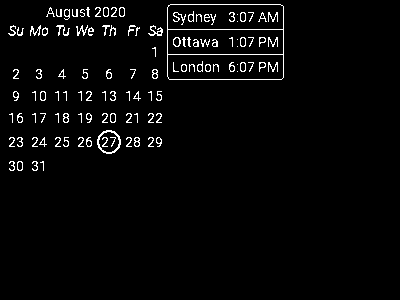 August 2020
Su Mo Tu We Th Fr Sa
1
2 3 4 5 6 7 8
9 10 11 12 13 14 15
16 17 18 19 20 21 22
23 24 25 26 27 28 29
30 31
Sydney 3:07 AM
Ottawa 1:07 PM
London 6:07 PM